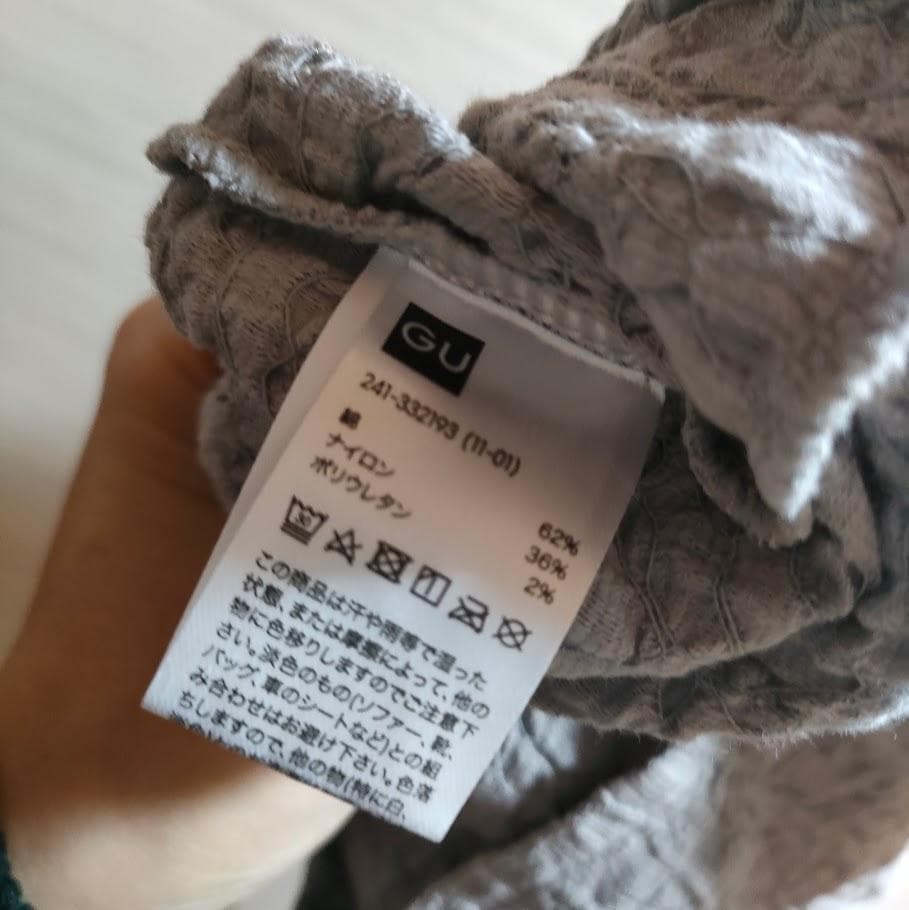 GU
241-332193 (11-01)
綿 62%
ナイロン 36%
ポリウレタン 2%
30
この商品は汗や雨等で湿った
状態、または摩擦によって、他の
物に色移りしますのでご注意下
さい。淡色のもの(ソファー、靴、
バッグ、車のシートなど)との組
み合わせはお避け下さい。色落
ちしますので、他の物(特に白、